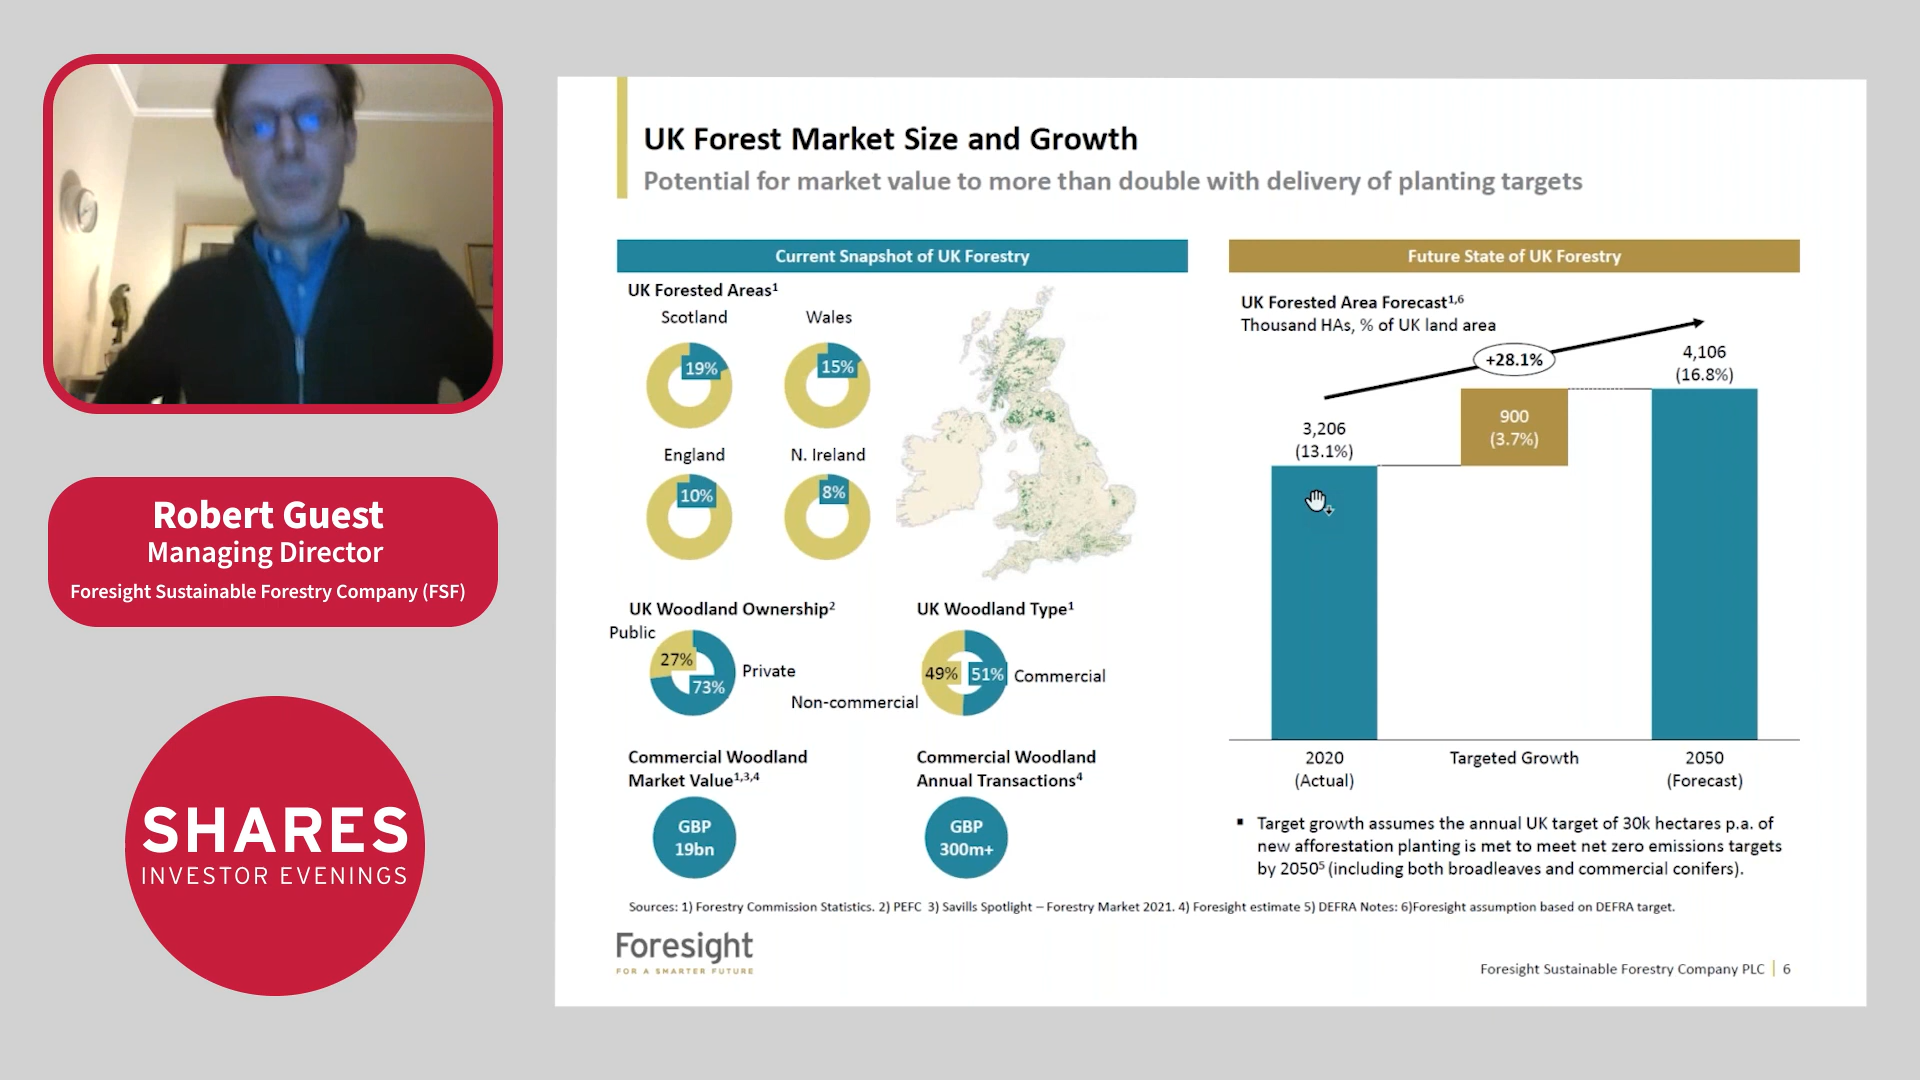 Robert Guest
Managing Director
Foresight Sustainable Forestry Company (FSF)
SHARES
INVESTOR EVENINGS
UK Forest Market Size and Growth
Potential for market value to more than double with delivery of planting targets
Current Snapshot of UK Forestry
UK Forested Areas¹
Scotland
Wales
19%
15%
England
N. Ireland
10%
8%
UK Woodland Ownership²
Public
27%
73%
Private
UK Woodland Type¹
49%
51%
Commercial
Non-commercial
Commercial Woodland
Market Value¹,³,⁴
GBP
19bn
Commercial Woodland
Annual Transactions⁴
GBP
300m+
Future State of UK Forestry
UK Forested Area Forecast¹,⁶
Thousand HAs, % of UK land area
+28.1%
3,206
(13.1%)
900
(3.7%)
4,106
(16.8%)
2020
(Actual)
Targeted Growth
2050
(Forecast)
▪ Target growth assumes the annual UK target of 30k hectares p.a. of
new afforestation planting is met to meet net zero emissions targets
by 2050⁵ (including both broadleaves and commercial conifers).
Sources: 1) Forestry Commission Statistics. 2) PEFC 3) Savills Spotlight – Forestry Market 2021. 4) Foresight estimate 5) DEFRA Notes: 6)Foresight assumption based on DEFRA target.
Foresight
FOR A SMARTER FUTURE
Foresight Sustainable Forestry Company PLC | 6